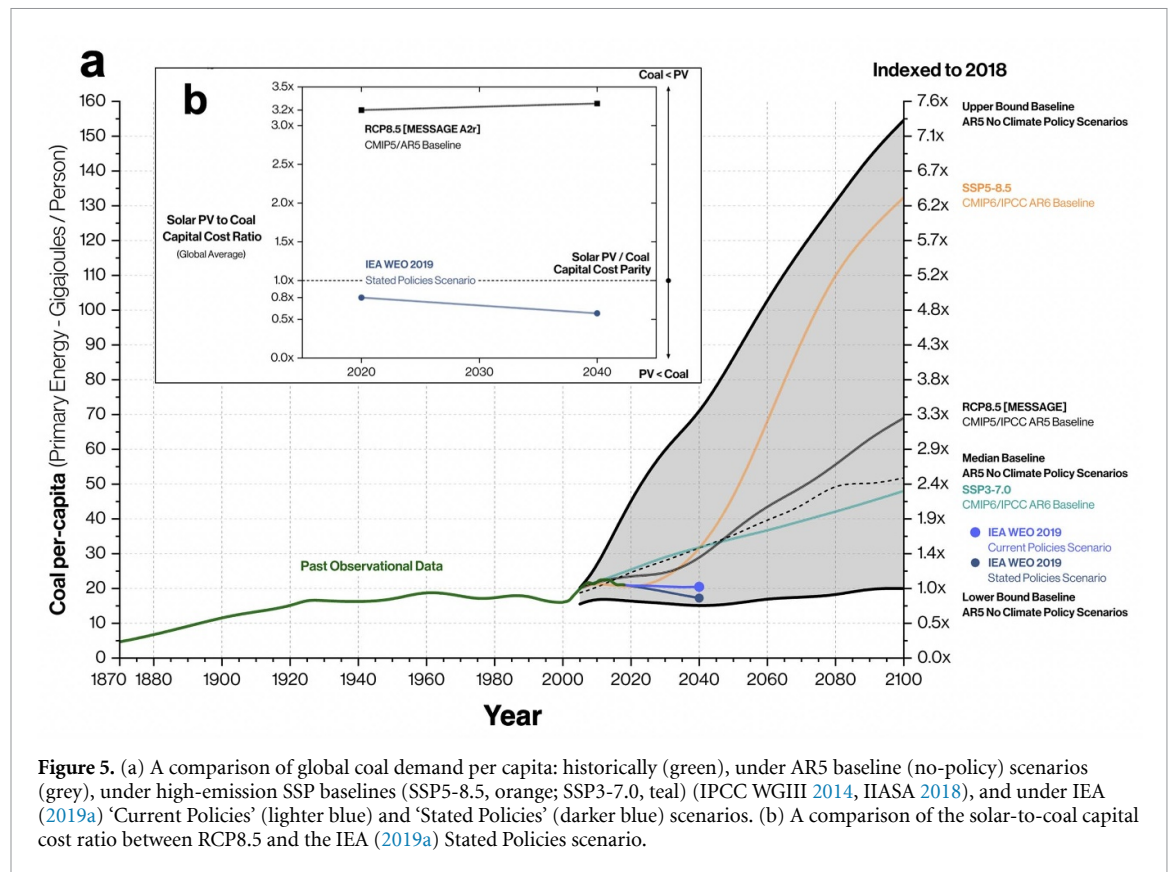 a
b
Coal < PV
Indexed to 2018
3.5x
3.2x
3.0x
2.5x
2.0x
1.5x
1.0x
0.8x
0.5x
0.0x
RCP8.5 [MESSAGE A2r]
CMIP5/AR5 Baseline
Solar PV to Coal
Capital Cost Ratio
(Global Average)
IEA WEO 2019
Stated Policies Scenario
Solar PV / Coal
Capital Cost Parity
2020
2030
2040
PV < Coal
Coal per-capita (Primary Energy - Gigajoules / Person)
160
150
140
130
120
110
100
90
80
70
60
50
40
30
20
10
0
Past Observational Data
1870
1880
1900
1920
1940
1960
1980
2000
2020
2040
2060
2080
2100
Year
7.6x
7.1x
6.7x
6.2x
5.7x
5.2x
4.8x
4.3x
3.8x
3.3x
2.9x
2.4x
1.9x
1.4x
1.0x
0.5x
0.0x
Upper Bound Baseline
AR5 No Climate Policy Scenarios
SSP5-8.5
CMIP6/IPCC AR6 Baseline
RCP8.5 [MESSAGE]
CMIP5/IPCC AR5 Baseline
Median Baseline
AR5 No Climate Policy Scenarios
SSP3-7.0
CMIP6/IPCC AR6 Baseline
IEA WEO 2019
Current Policies Scenario
IEA WEO 2019
Stated Policies Scenario
Lower Bound Baseline
AR5 No Climate Policy Scenarios
Figure 5. (a) A comparison of global coal demand per capita: historically (green), under AR5 baseline (no-policy) scenarios
(grey), under high-emission SSP baselines (SSP5-8.5, orange; SSP3-7.0, teal) (IPCC WGIII 2014, IIASA 2018), and under IEA
(2019a) ‘Current Policies’ (lighter blue) and ‘Stated Policies’ (darker blue) scenarios. (b) A comparison of the solar-to-coal capital
cost ratio between RCP8.5 and the IEA (2019a) Stated Policies scenario.